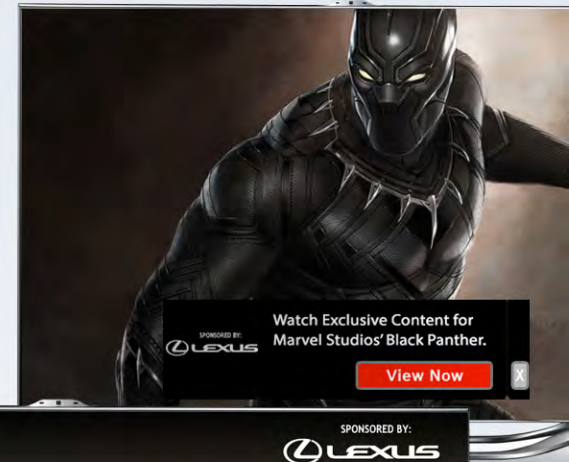 SPONSORED BY:
LEXUS
Watch Exclusive Content for
Marvel Studios' Black Panther.
View Now
X
SPONSORED BY:
LEXUS